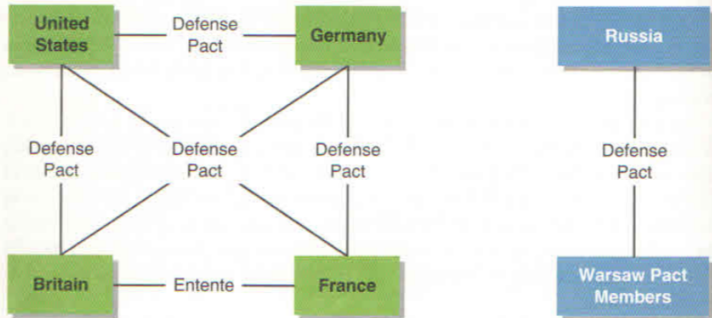 United
States
Defense
Pact
Germany
Russia
Defense
Pact
Defense
Pact
Defense
Pact
Defense
Pact
Britain
Entente
France
Warsaw Pact
Members